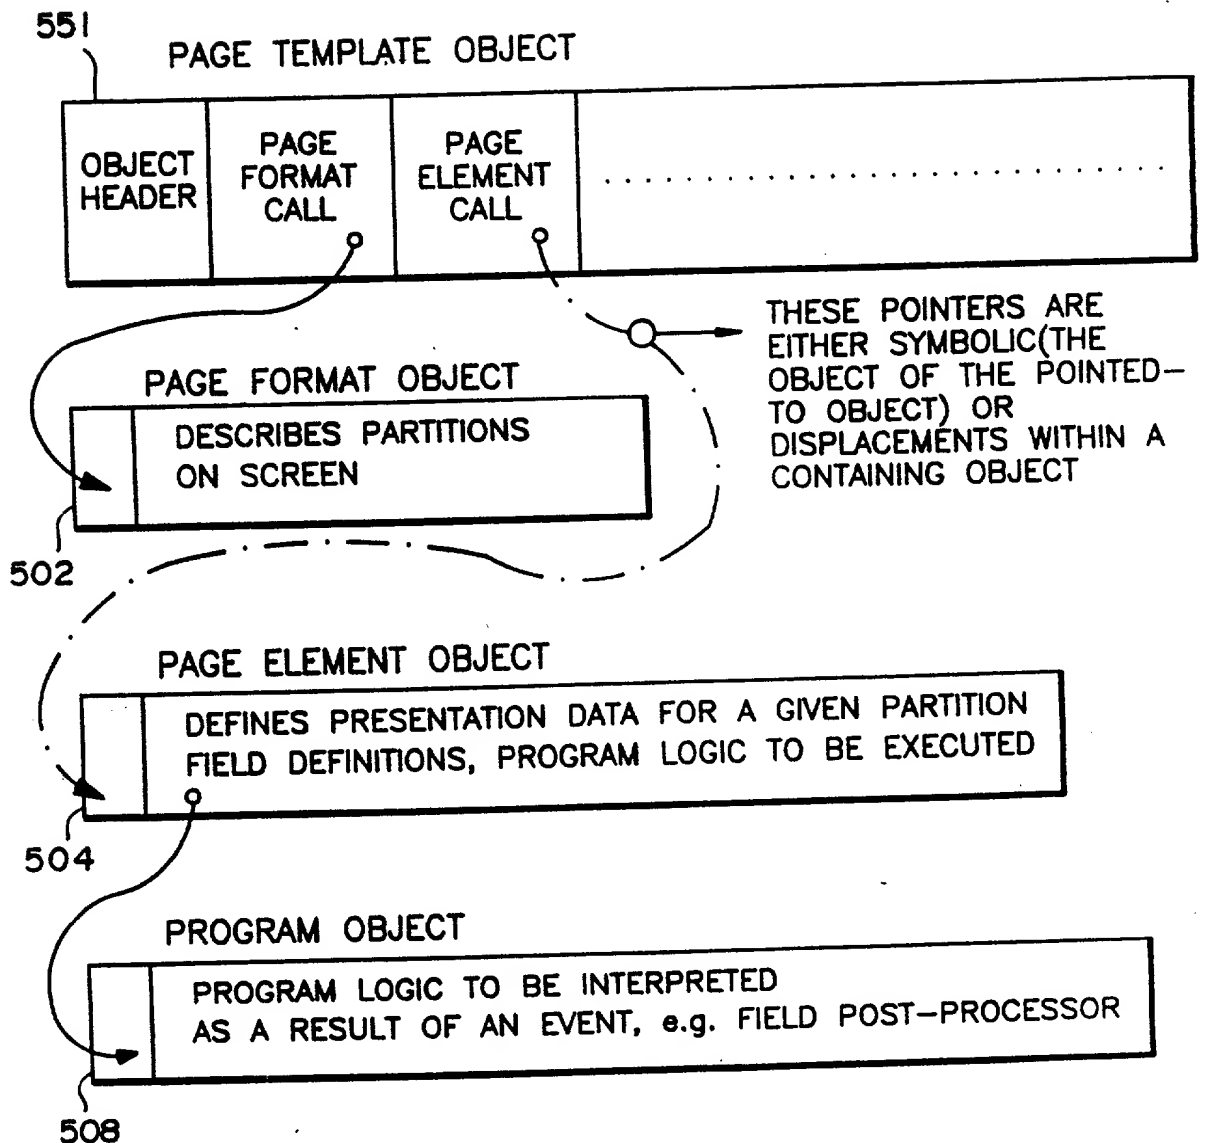 551
PAGE TEMPLATE OBJECT
OBJECT
HEADER
PAGE
FORMAT
CALL
PAGE
ELEMENT
CALL
THESE POINTERS ARE
EITHER SYMBOLIC(THE
OBJECT OF THE POINTED-
TO OBJECT) OR
DISPLACEMENTS WITHIN A
CONTAINING OBJECT
PAGE FORMAT OBJECT
DESCRIBES PARTITIONS
ON SCREEN
502
PAGE ELEMENT OBJECT
DEFINES PRESENTATION DATA FOR A GIVEN PARTITION
FIELD DEFINITIONS, PROGRAM LOGIC TO BE EXECUTED
504
PROGRAM OBJECT
PROGRAM LOGIC TO BE INTERPRETED
AS A RESULT OF AN EVENT, e.g. FIELD POST-PROCESSOR
508